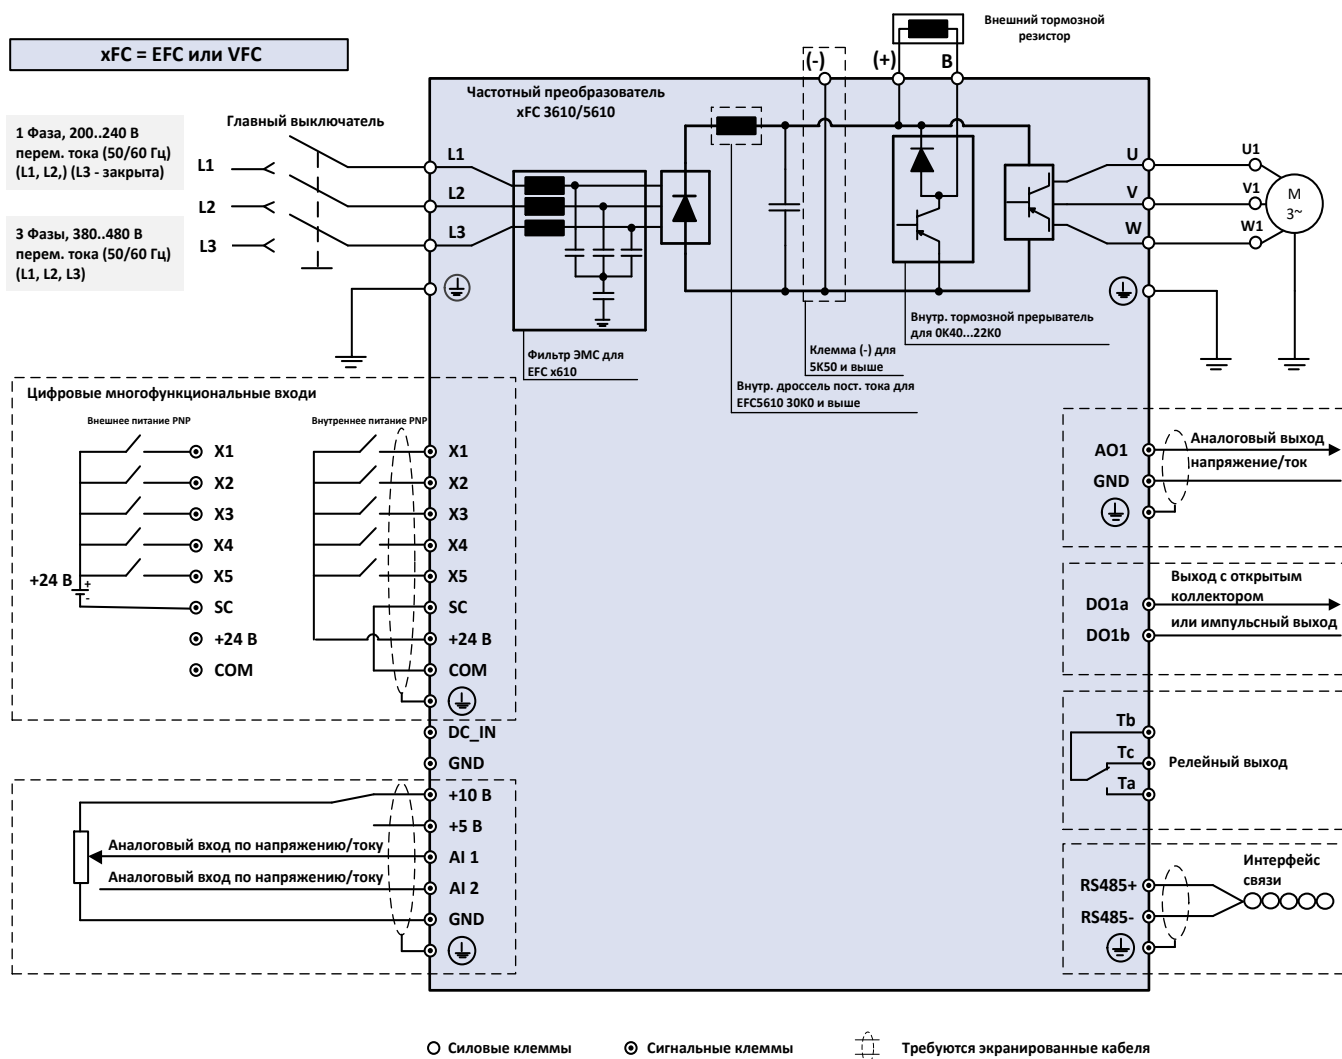 xFC = EFC или VFC
Внешний тормозной
резистор
(-)
(+)
B
1 Фаза, 200..240 В
перем. тока (50/60 Гц)
(L1, L2,) (L3 - закрыта)
3 Фазы, 380..480 В
перем. тока (50/60 Гц)
(L1, L2, L3)
Главный выключатель
L1
L2
L3
Частотный преобразователь
xFC 3610/5610
L1
L2
L3
Фильтр ЭМС для
EFC x610
Клемма (-) для
5K50 и выше
Внутр. дроссель пост. тока для
EFC5610 30K0 и выше
Внутр. тормозной прерыватель
для 0K40...22K0
U
V
W
U1
V1
W1
M
3~
Цифровые многофункциональные входи
Внешнее питание PNP
Внутреннее питание PNP
X1
X2
X3
X4
X5
SC
+24 В
COM
+24 В
+
-
X1
X2
X3
X4
X5
SC
+24 В
COM
DC_IN
GND
+10 В
+5 В
AI 1
AI 2
GND
Аналоговый вход по напряжению/току
Аналоговый вход по напряжению/току
AO1
GND
Аналоговый выход
напряжение/ток
DO1a
DO1b
Выход с открытым
коллектором
или импульсный выход
Tb
Tc
Ta
Релейный выход
RS485+
RS485-
Интерфейс
связи
Силовые клеммы
Сигнальные клеммы
Требуются экранированные кабеля